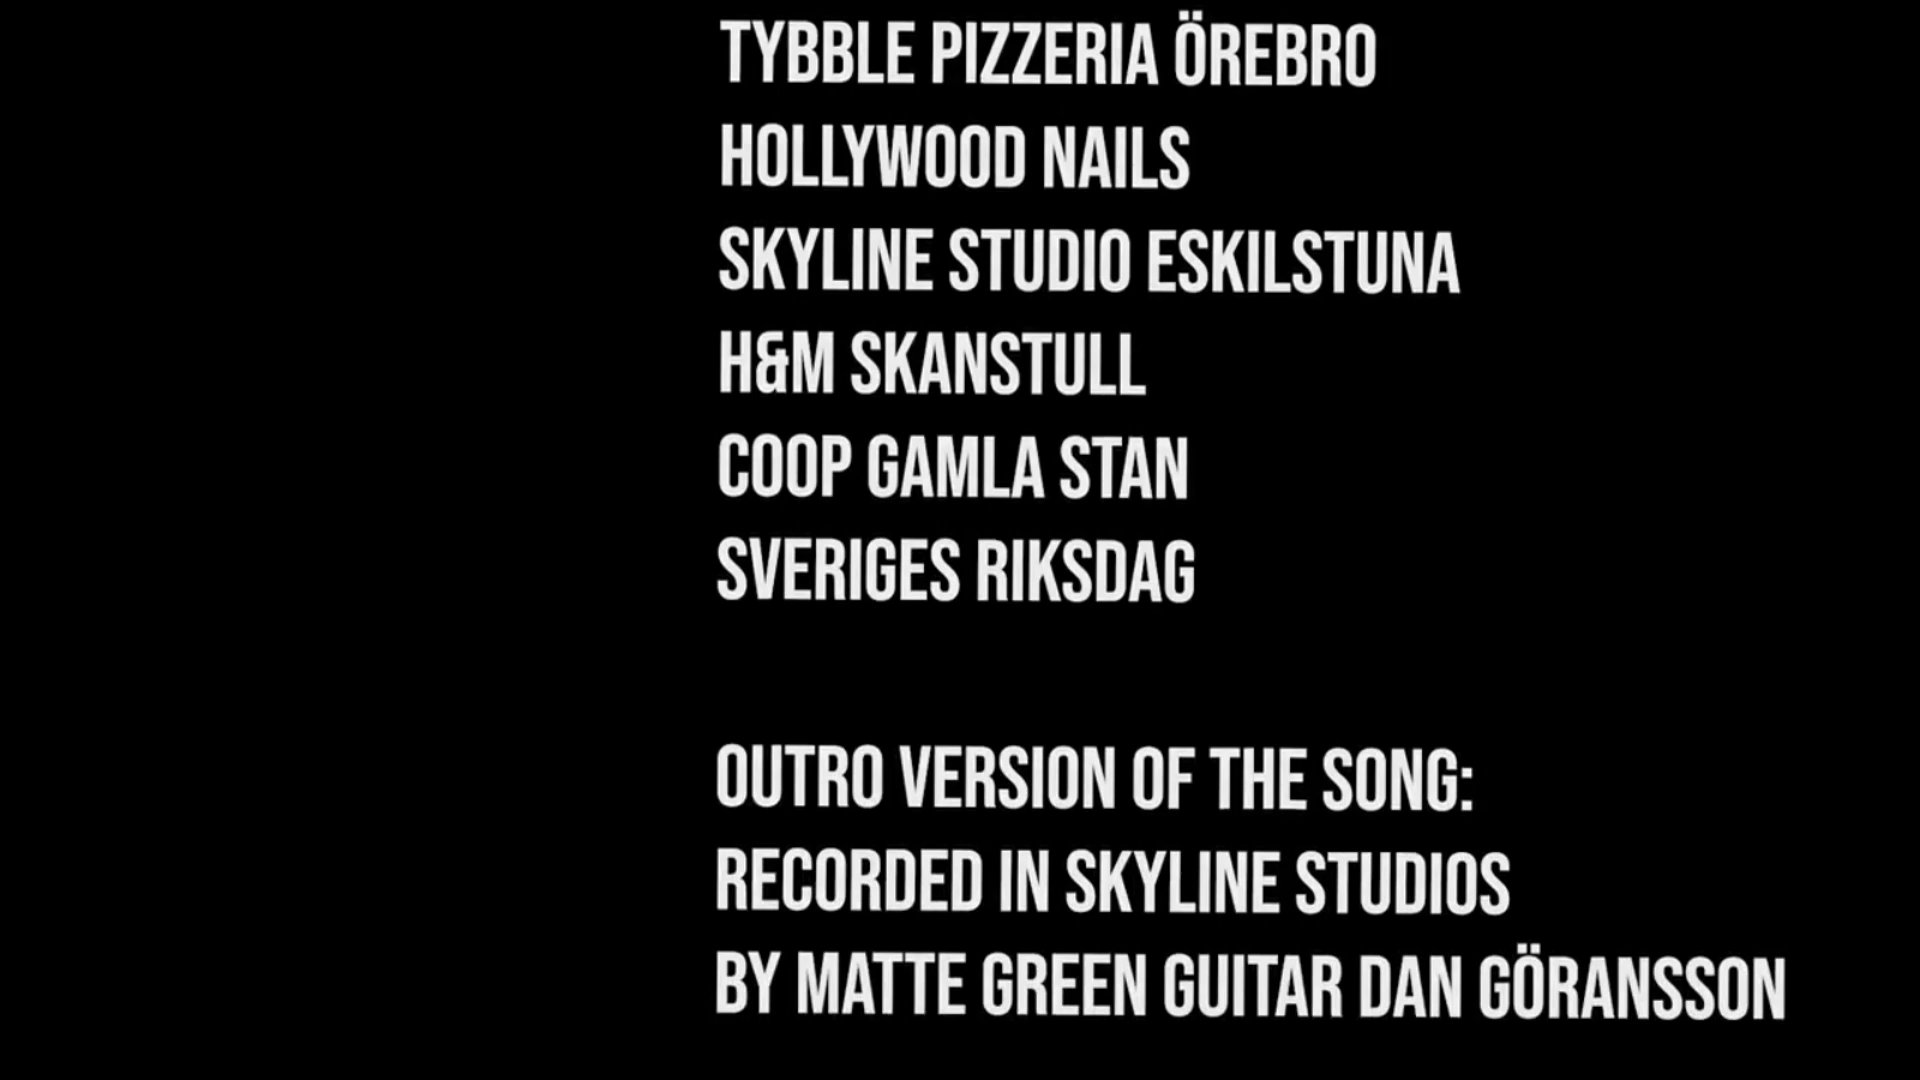 TYBBLE PIZZERIA ÖREBRO
HOLLYWOOD NAILS
SKYLINE STUDIO ESKILSTUNA
H&M SKANSTULL
COOP GAMLA STAN
SVERIGES RIKSDAG
OUTRO VERSION OF THE SONG:
RECORDED IN SKYLINE STUDIOS
BY MATTE GREEN GUITAR DAN GÖRANSSON